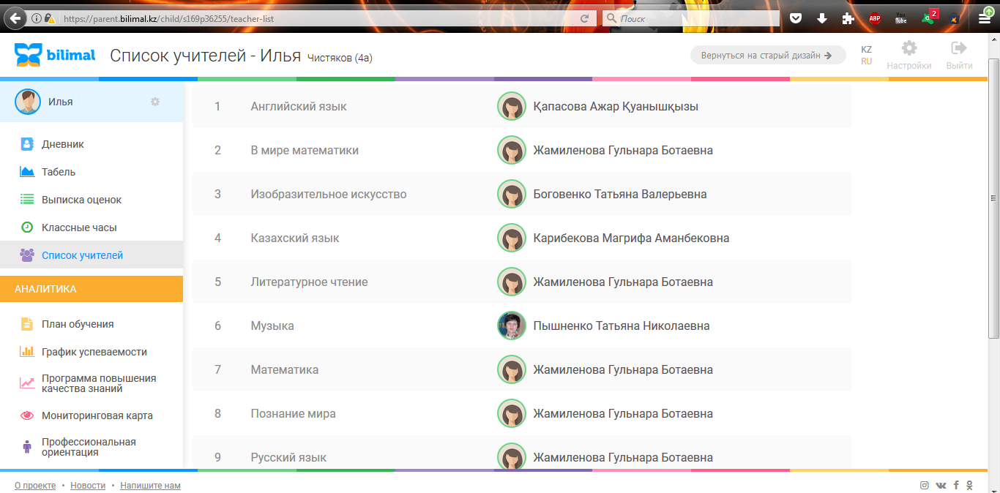 https://parent.bilimal.kz/child/s169p36255/teacher-list
Поиск
ABP
You Tube
2
bilimal
Список учителей - Илья Чистяков (4а)
Вернуться на старый дизайн
KZ
RU
Настройки
Выйти
Илья
Дневник
Табель
Выписка оценок
Классные часы
Список учителей
АНАЛИТИКА
План обучения
График успеваемости
Программа повышения
качества знаний
Мониторинговая карта
Профессиональная
ориентация
1 Английский язык Қапасова Ажар Қуанышқызы
2 В мире математики Жамиленова Гульнара Ботаевна
3 Изобразительное искусство Боговенко Татьяна Валерьевна
4 Казахский язык Карибекова Магрифа Аманбековна
5 Литературное чтение Жамиленова Гульнара Ботаевна
6 Музыка Пышненко Татьяна Николаевна
7 Математика Жамиленова Гульнара Ботаевна
8 Познание мира Жамиленова Гульнара Ботаевна
9 Русский язык Жамиленова Гульнара Ботаевна
О проекте • Новости • Напишите нам